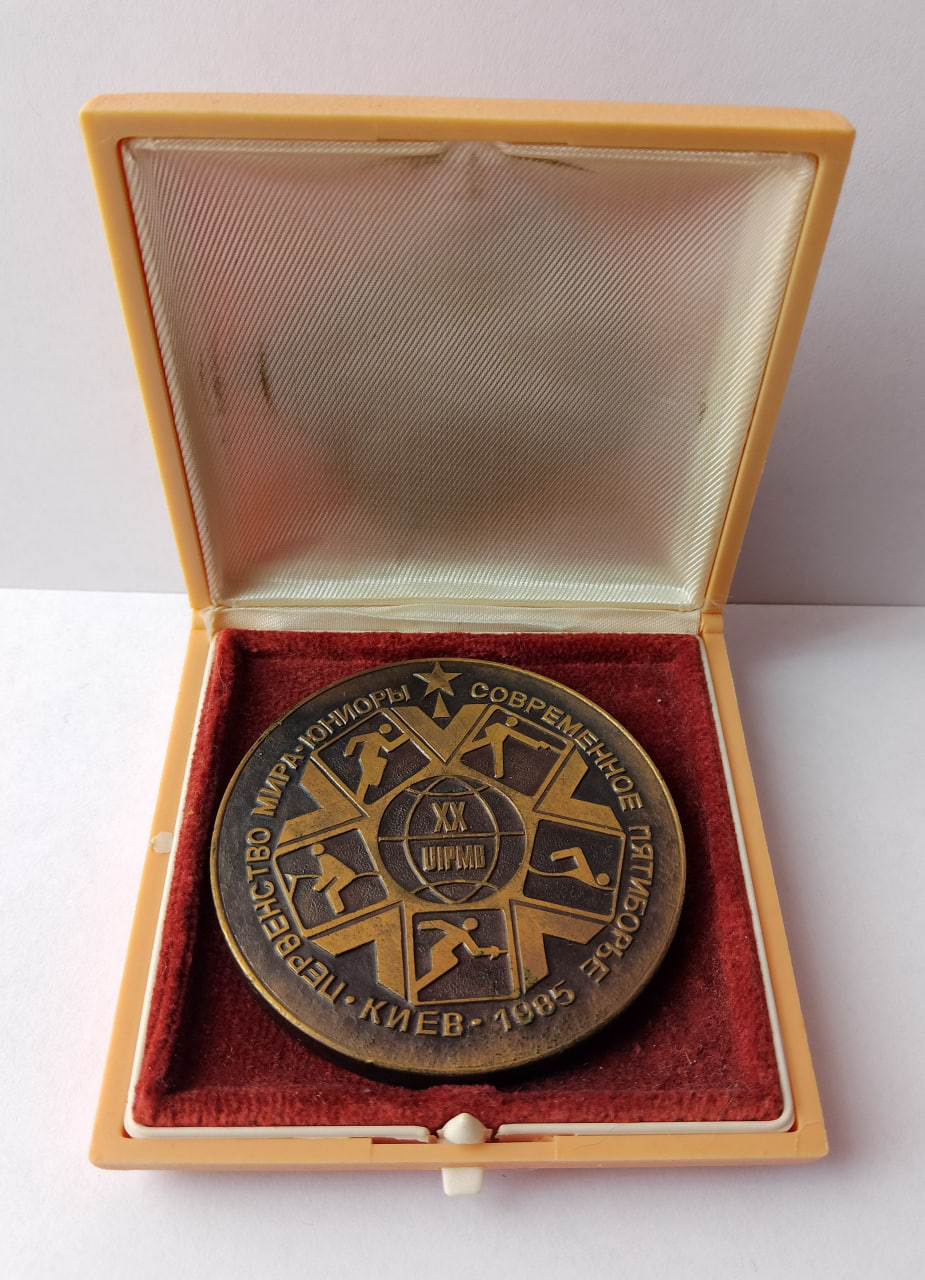 ПЕРВЕНСТВО МИРА·ЮНИОРЫ
СОВРЕМЕННОЕ ПЯТИБОРЬЕ
·КИЕВ·1985
XX
UIPMB